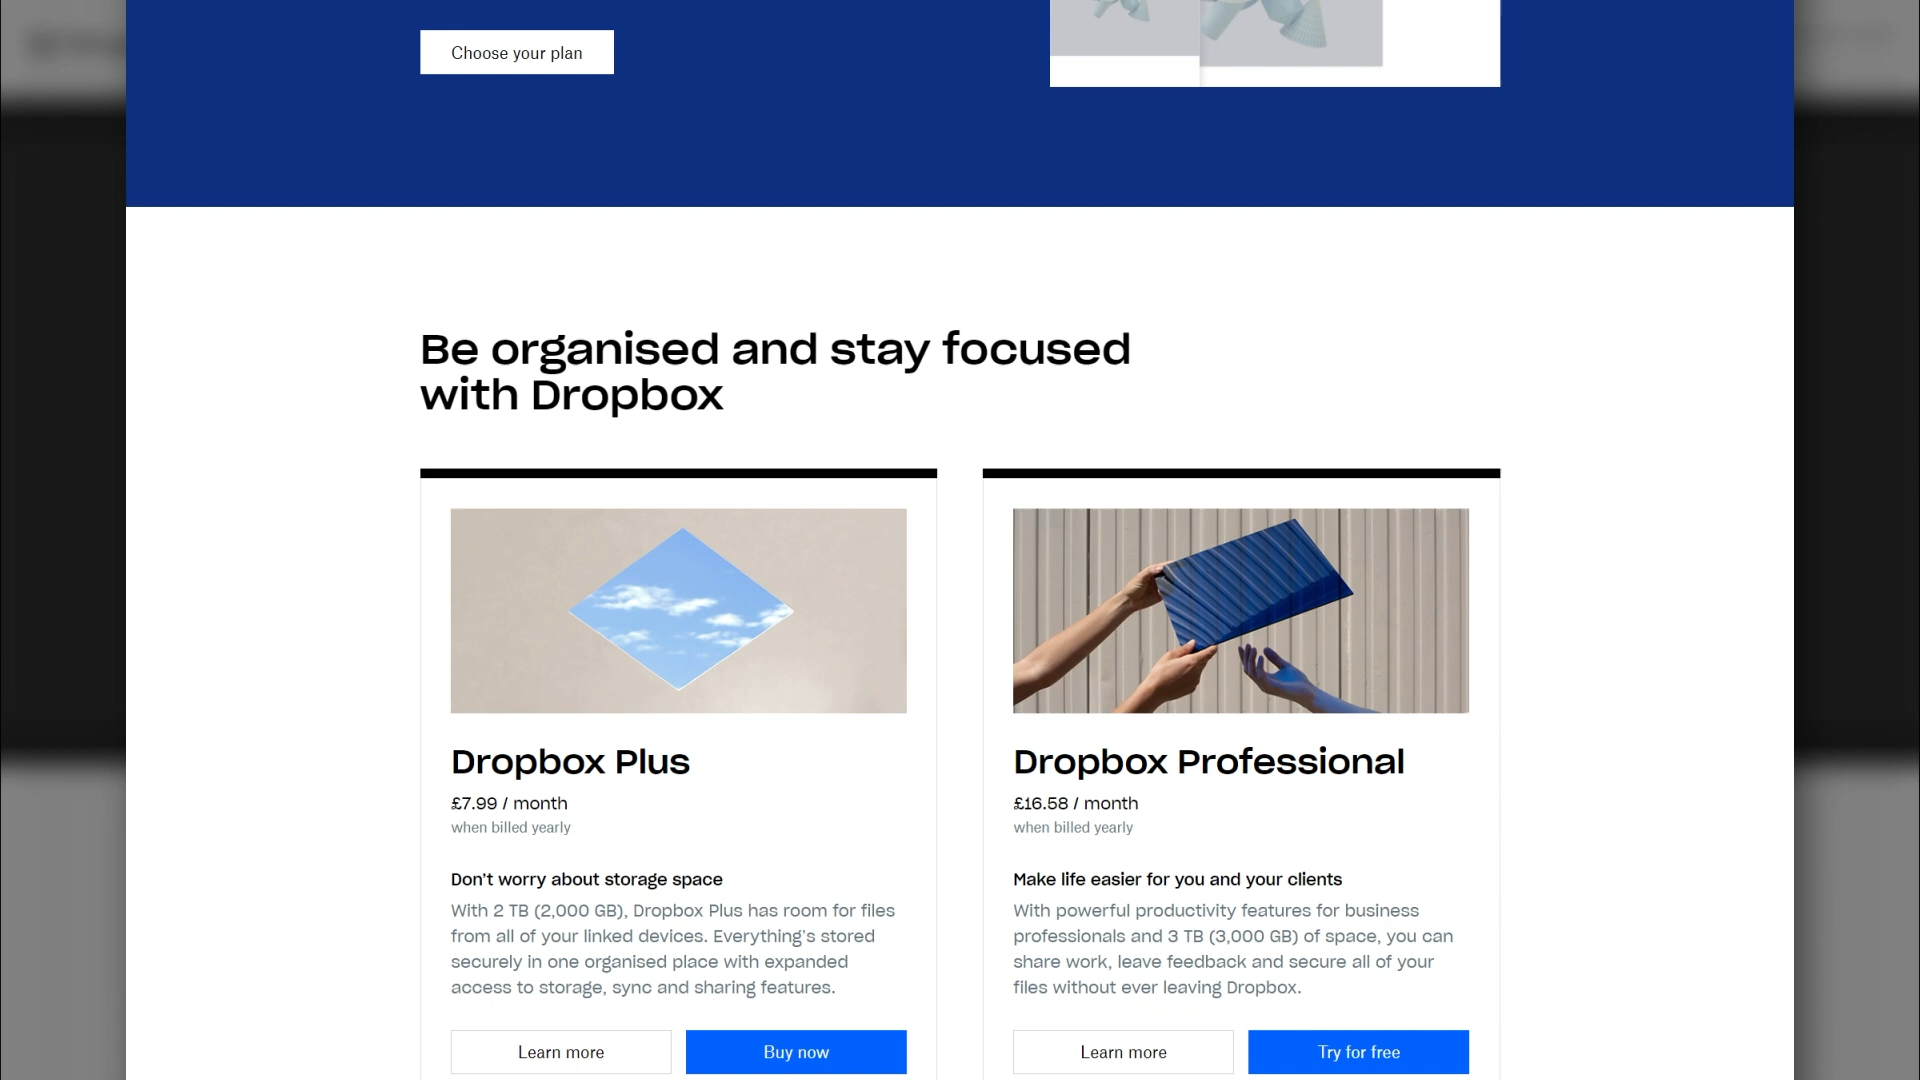 Choose your plan
Be organised and stay focused
with Dropbox
Dropbox Plus
£7.99 / month
when billed yearly
Don't worry about storage space
With 2 TB (2,000 GB), Dropbox Plus has room for files
from all of your linked devices. Everything's stored
securely in one organised place with expanded
access to storage, sync and sharing features.
Learn more
Buy now
Dropbox Professional
£16.58 / month
when billed yearly
Make life easier for you and your clients
With powerful productivity features for business
professionals and 3 TB (3,000 GB) of space, you can
share work, leave feedback and secure all of your
files without ever leaving Dropbox.
Learn more
Try for free